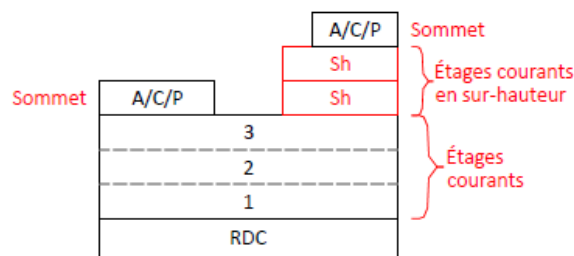 A/C/P Sommet
Sh
Étages courants
en sur-hauteur
Sommet A/C/P
Sh
3
Étages
courants
2
1
RDC